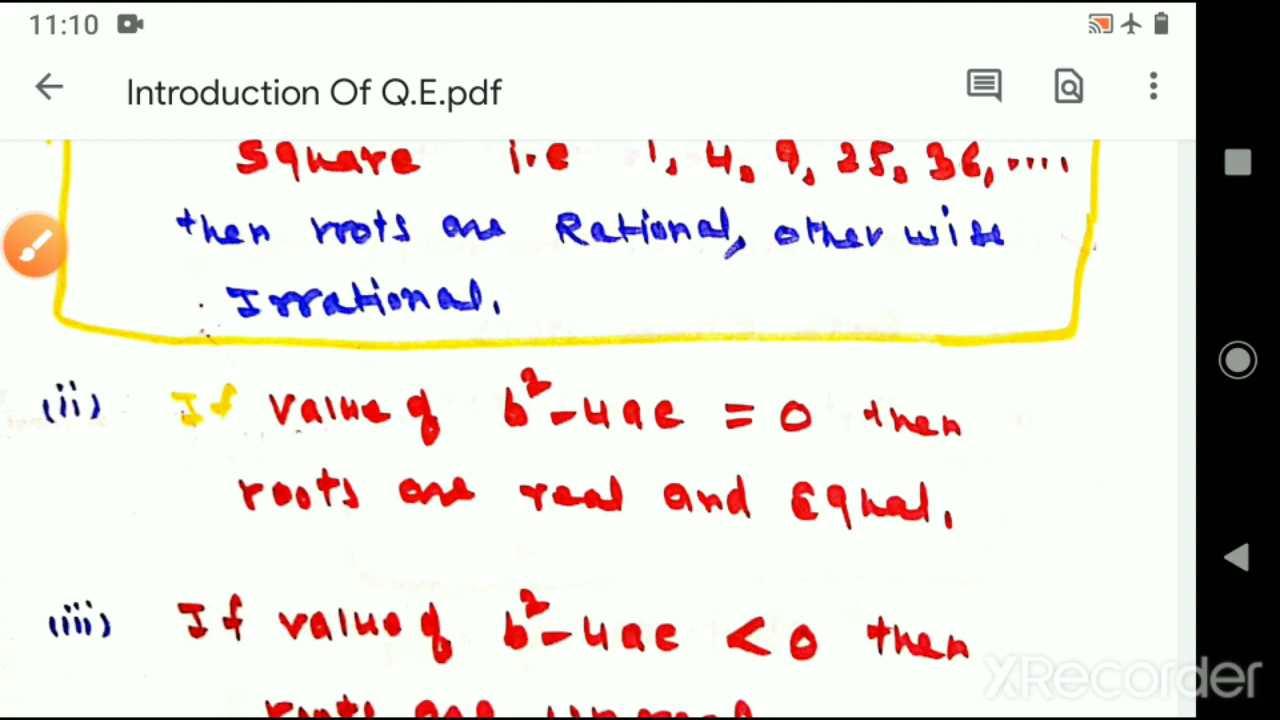 11:10
Introduction Of Q.E.pdf
Square i.e 1, 4, 9, 25, 36, ....
then roots are Rational, other wise
Irrational.
(ii) If value of b²-4ac = 0 then
roots are real and Equal.
(iii) If value of b²-4ac < 0 then
roots are
XRecorder